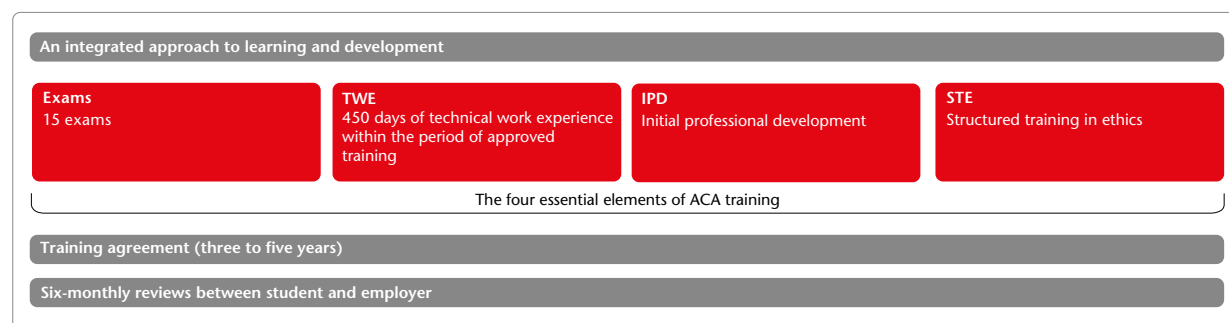 An integrated approach to learning and development
Exams
15 exams
TWE
450 days of technical work experience
within the period of approved
training
IPD
Initial professional development
STE
Structured training in ethics
The four essential elements of ACA training
Training agreement (three to five years)
Six-monthly reviews between student and employer